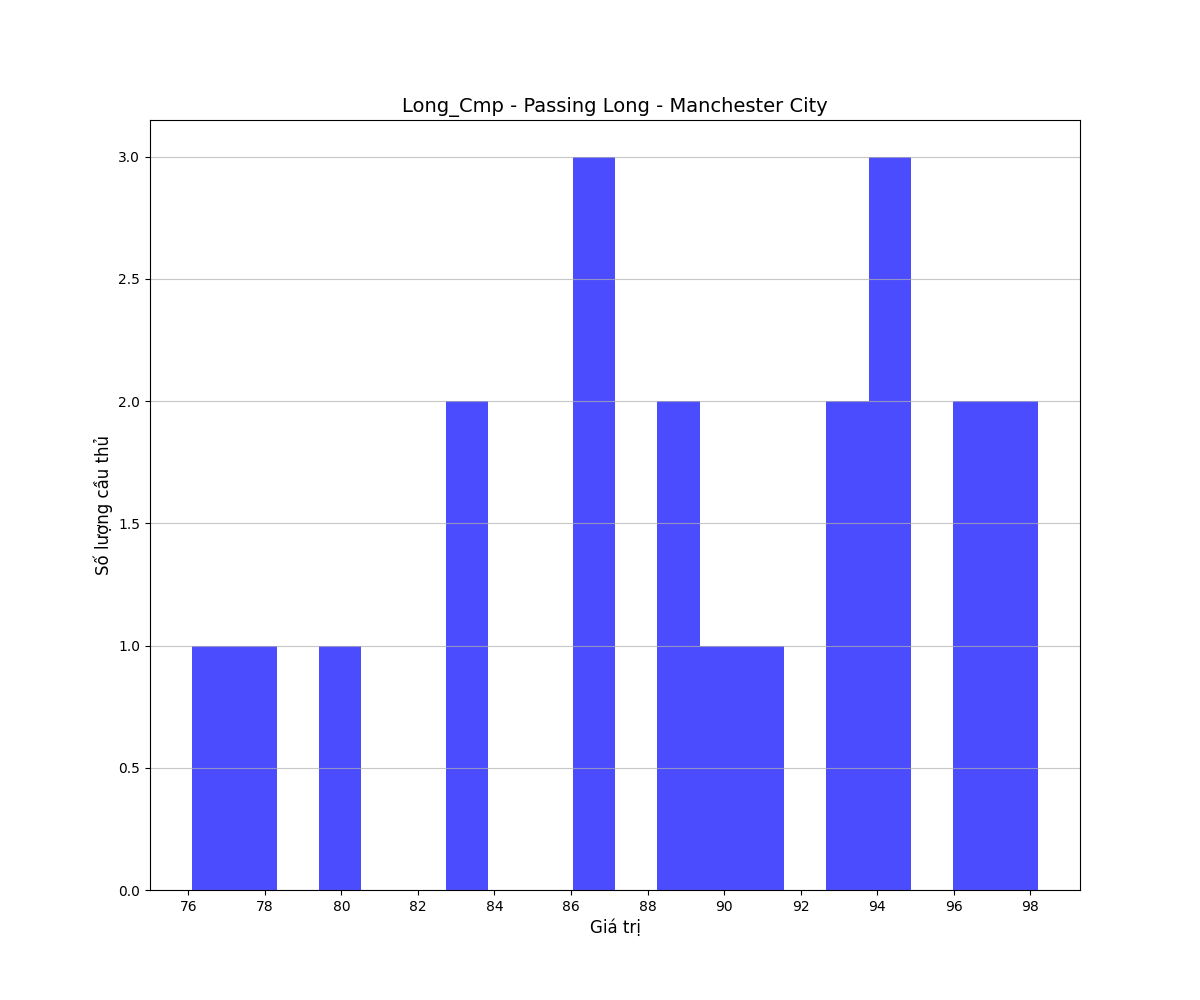 Long_Cmp - Passing Long - Manchester City
Số lượng cầu thủ
3.0
2.5
2.0
1.5
1.0
0.5
0.0
76 78 80 82 84 86 88 90 92 94 96 98
Giá trị